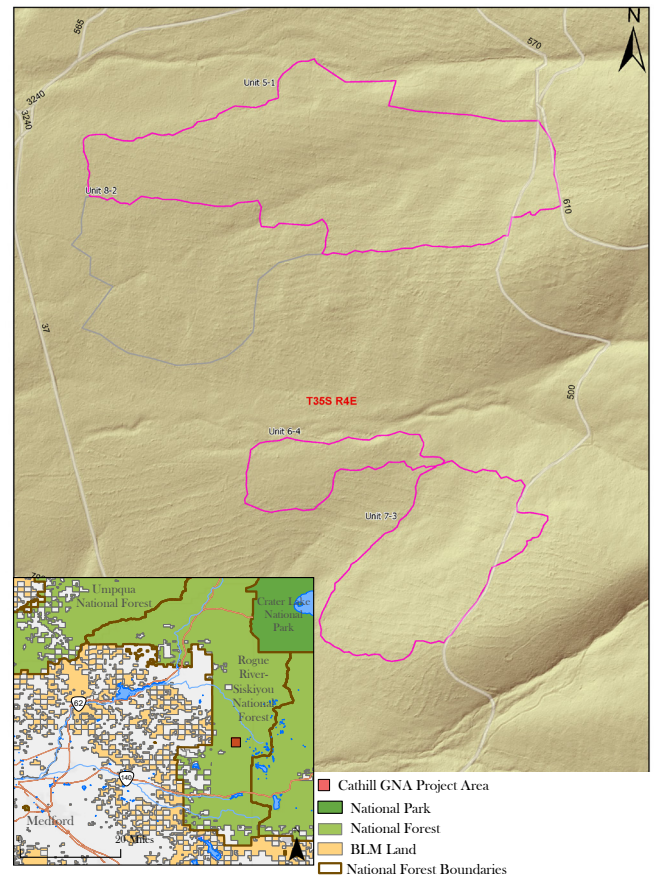 N
565
570
3240
3240
Unit 5-1
Unit 8-2
610
37
500
T35S R4E
Unit 6-4
Unit 7-3
Umpqua
National Forest
Crater Lake
National
Park
Rogue
River-
Siskiyou
National
Forest
62
140
Medford
20 Miles
Cathill GNA Project Area
National Park
National Forest
BLM Land
National Forest Boundaries